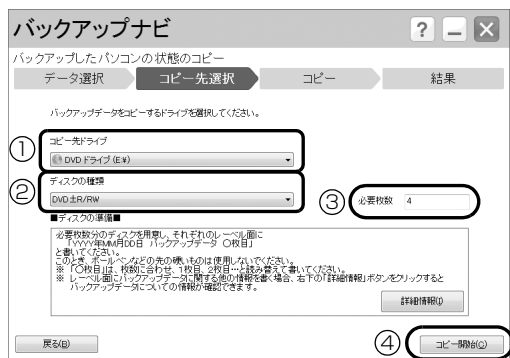 バックアップナビ
? – ×
バックアップしたパソコンの状態のコピー
データ選択 コピー先選択 コピー 結果
バックアップデータをコピーするドライブを選択してください。
① コピー先ドライブ
DVD ドライブ (E:¥)
② ディスクの種類
DVD±R/RW
③ 必要枚数 4
■ディスクの準備■
必要枚数分のディスクを用意し、それぞれのレーベル面に
「YYYY年MM月DD日 バックアップデータ 〇枚目」
と書いてください。
このとき、ボールペンなどの先の硬いものは使用しないでください。
※ 「〇枚目」は、枚数に合わせ、1枚目、2枚目…と読み替えて書いてください。
※ レーベル面にバックアップデータに関する他の情報を書く場合、右下の「詳細情報」ボタンをクリックすると
バックアップデータについての情報が確認できます。
詳細情報(I)
戻る(B)
④ コピー開始(C)